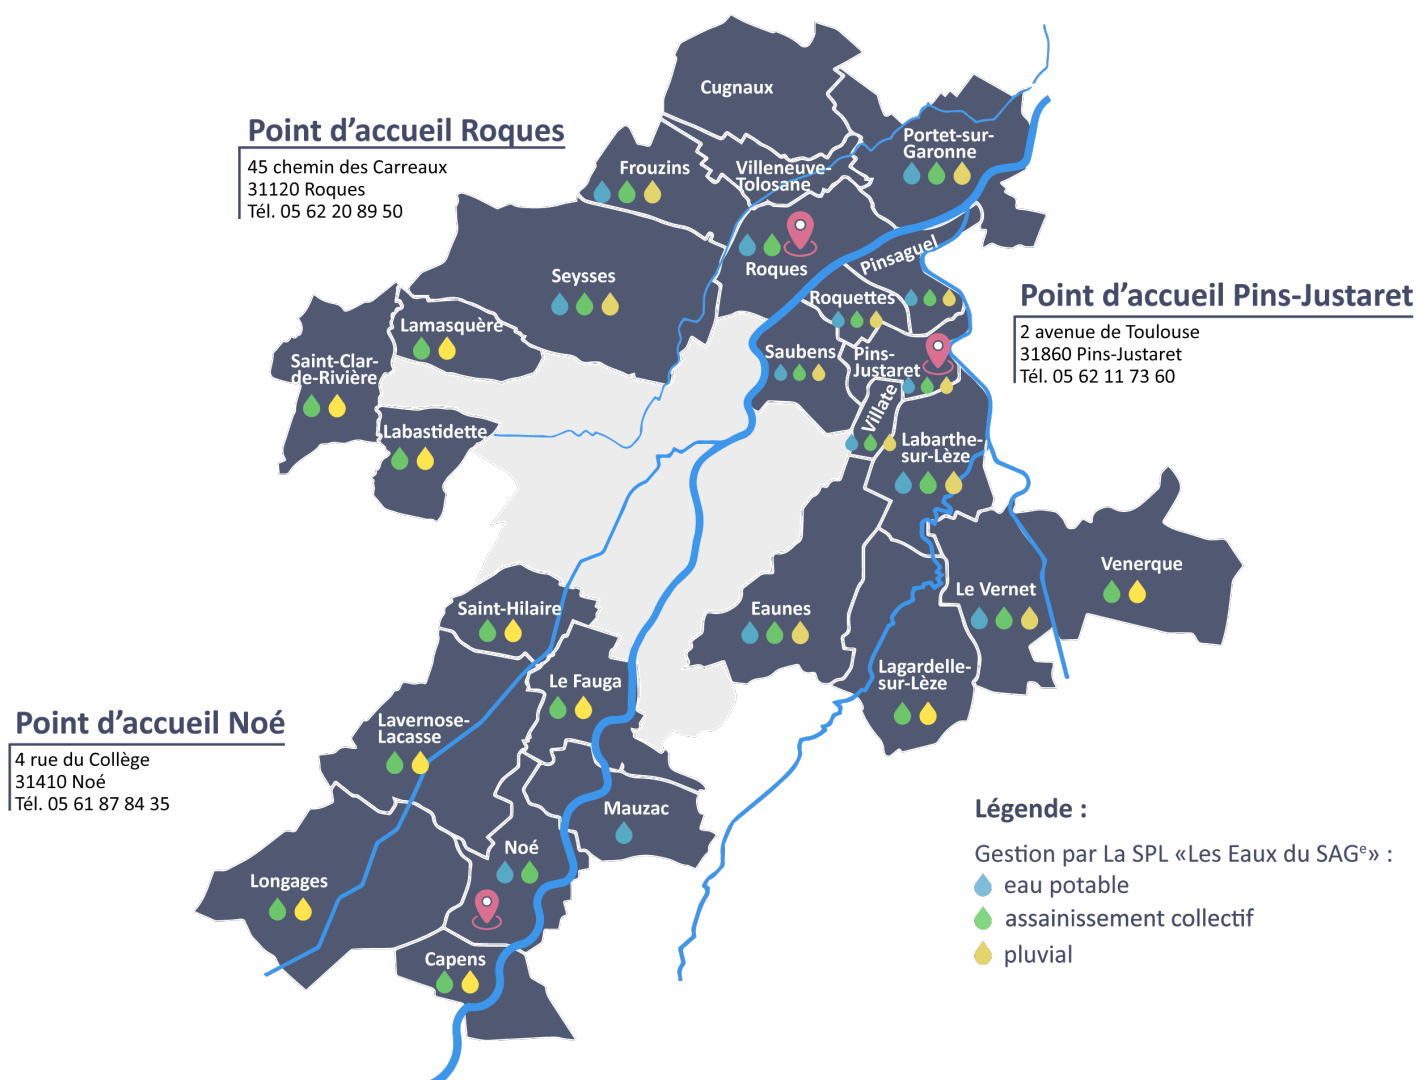 Cugnaux
Point d’accueil Roques
45 chemin des Carreaux
31120 Roques
Tél. 05 62 20 89 50
Portet-sur-
Garonne
Frouzins
Villeneuve-
Tolosane
Pinsaguel
Roques
Seysses
Roquettes
Point d’accueil Pins-Justaret
2 avenue de Toulouse
31860 Pins-Justaret
Tél. 05 62 11 73 60
Lamasquère
Saubens
Pins-
Justaret
Saint-Clar-
de-Rivière
Villate
Labastidette
Labarthe-
sur-Lèze
Venerque
Le Vernet
Saint-Hilaire
Eaunes
Lagardelle-
sur-Lèze
Le Fauga
Point d’accueil Noé
4 rue du Collège
31410 Noé
Tél. 05 61 87 84 35
Lavernose-
Lacasse
Mauzac
Noé
Longages
Capens
Légende :
Gestion par La SPL «Les Eaux du SAGe» :
eau potable
assainissement collectif
pluvial